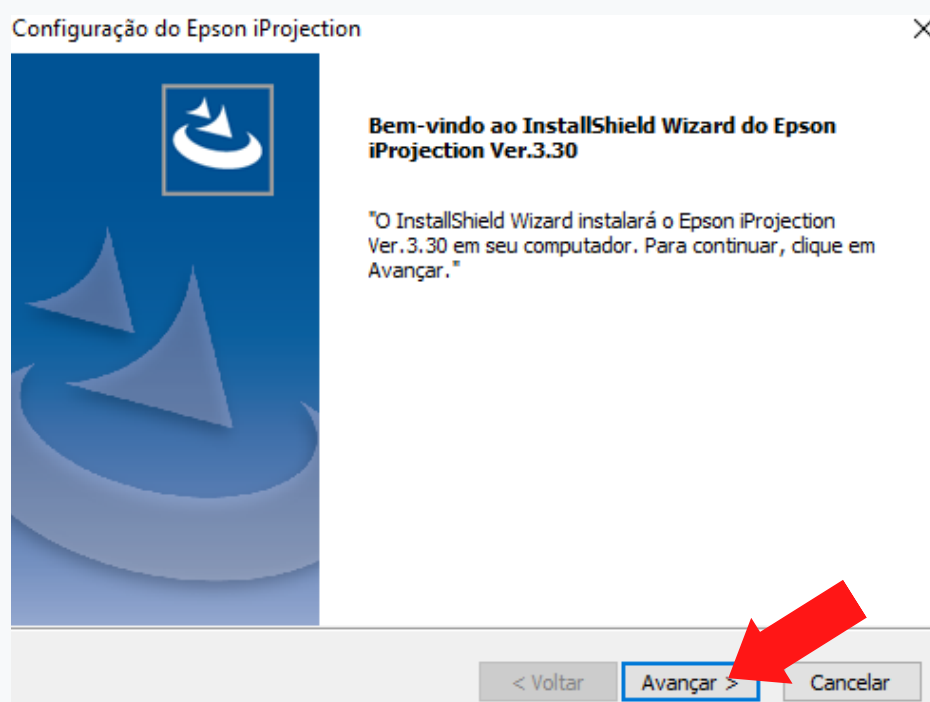 Configuração do Epson iProjection
Bem-vindo ao InstallShield Wizard do Epson
iProjection Ver.3.30
"O InstallShield Wizard instalará o Epson iProjection
Ver.3.30 em seu computador. Para continuar, clique em
Avançar."
< Voltar
Avançar >
Cancelar